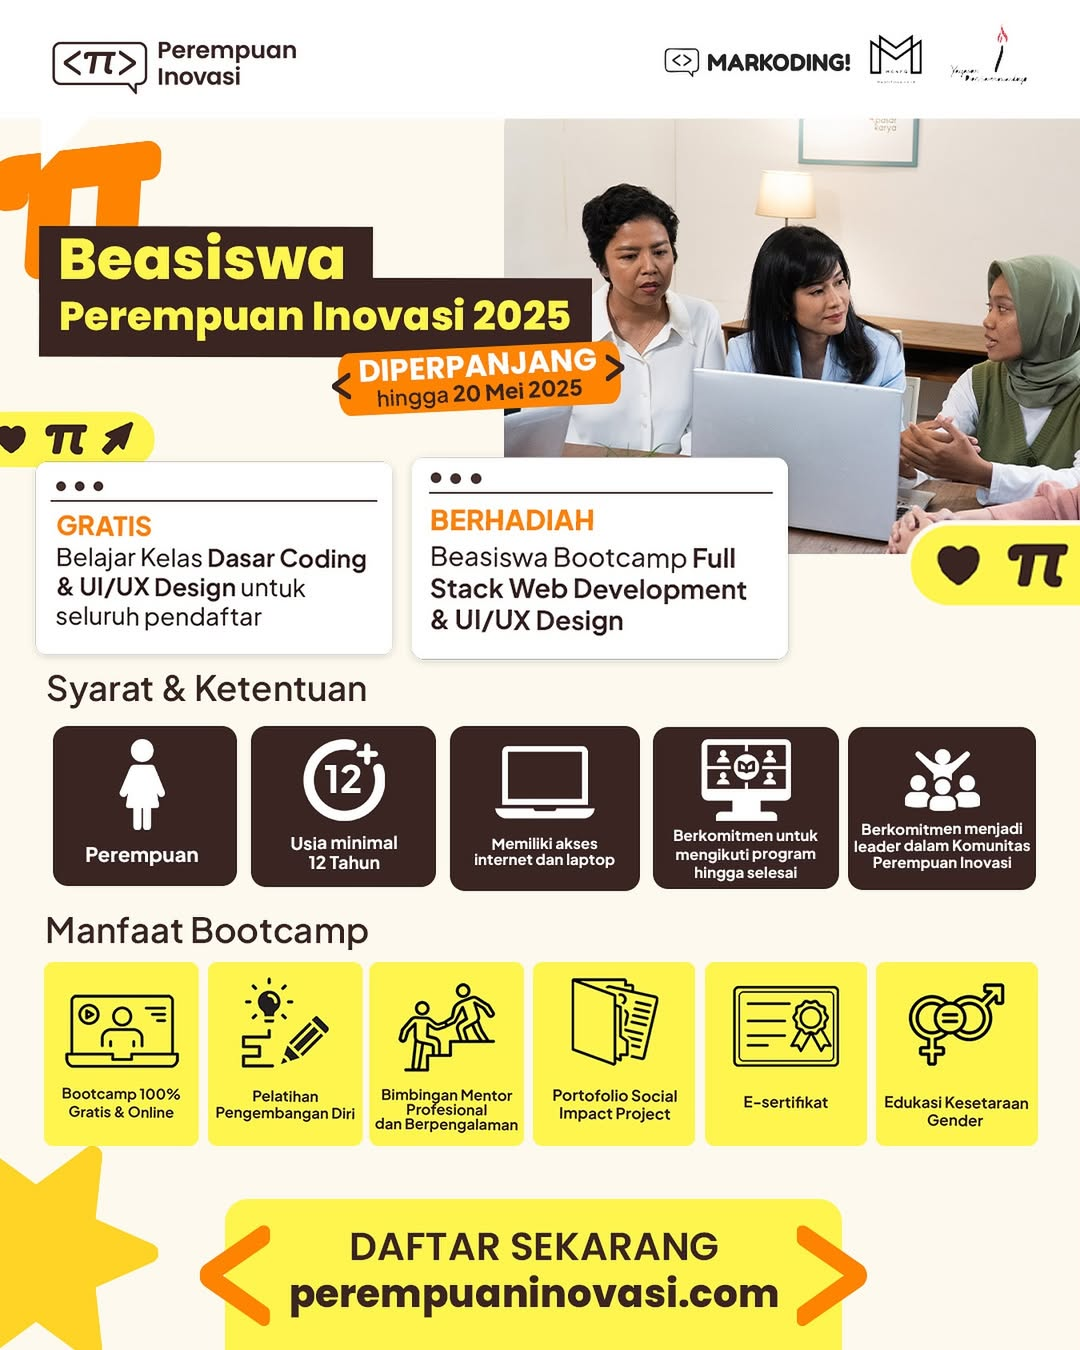 <π> Perempuan
Inovasi
<> MARKODING!
pasar
karya
Beasiswa
Perempuan Inovasi 2025
DIPERPANJANG
hingga 20 Mei 2025
π
GRATIS
Belajar Kelas Dasar Coding
& UI/UX Design untuk
seluruh pendaftar
BERHADIAH
Beasiswa Bootcamp Full
Stack Web Development
& UI/UX Design
π
Syarat & Ketentuan
Perempuan
12+
Usia minimal
12 Tahun
Memiliki akses
internet dan laptop
Berkomitmen untuk
mengikuti program
hingga selesai
Berkomitmen menjadi
leader dalam Komunitas
Perempuan Inovasi
Manfaat Bootcamp
Bootcamp 100%
Gratis & Online
Pelatihan
Pengembangan Diri
Bimbingan Mentor
Profesional
dan Berpengalaman
Portofolio Social
Impact Project
E-sertifikat
Edukasi Kesetaraan
Gender
DAFTAR SEKARANG
perempuaninovasi.com